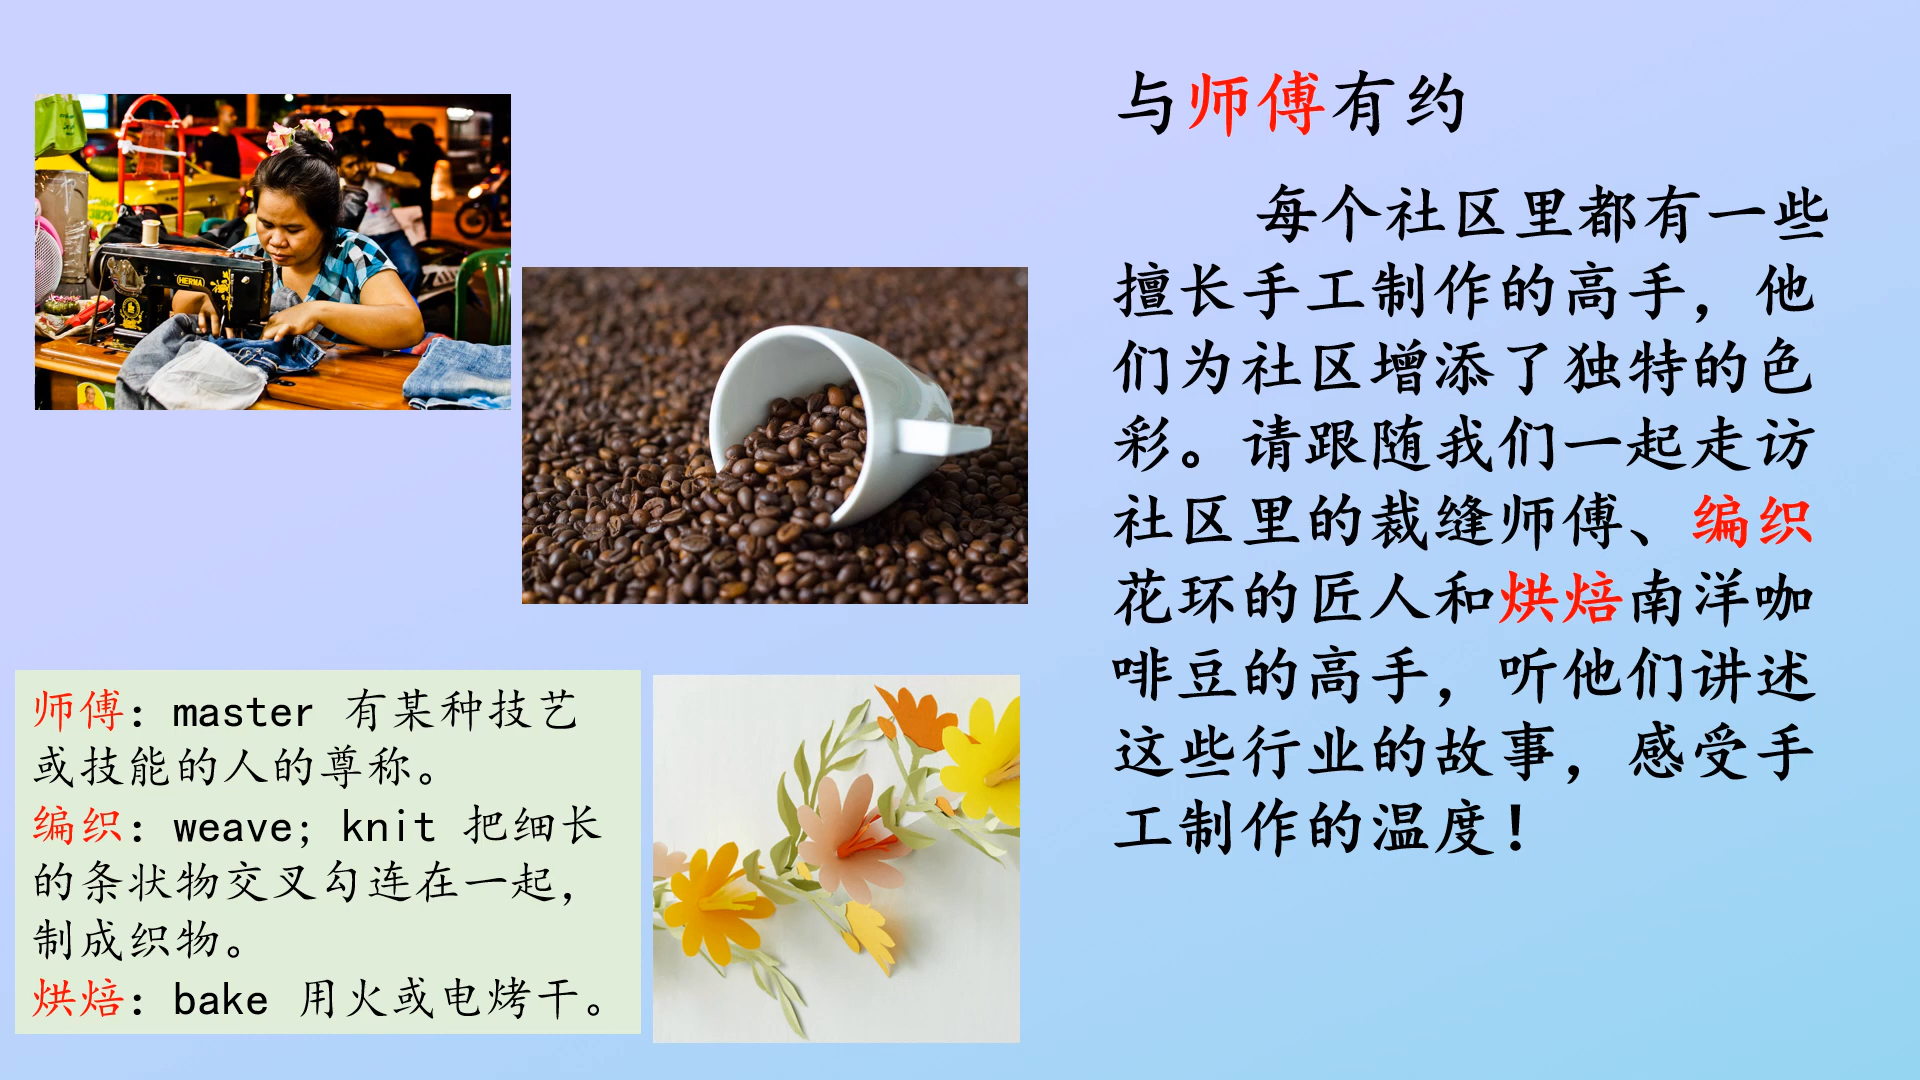 与师傅有约
每个社区里都有一些
擅长手工制作的高手，他
们为社区增添了独特的色
彩。请跟随我们一起走访
社区里的裁缝师傅、编织
花环的匠人和烘焙南洋咖
啡豆的高手，听他们讲述
这些行业的故事，感受手
工制作的温度！
师傅：master 有某种技艺
或技能的人的尊称。
编织：weave; knit 把细长
的条状物交叉勾连在一起，
制成织物。
烘焙：bake 用火或电烤干。
HERMA